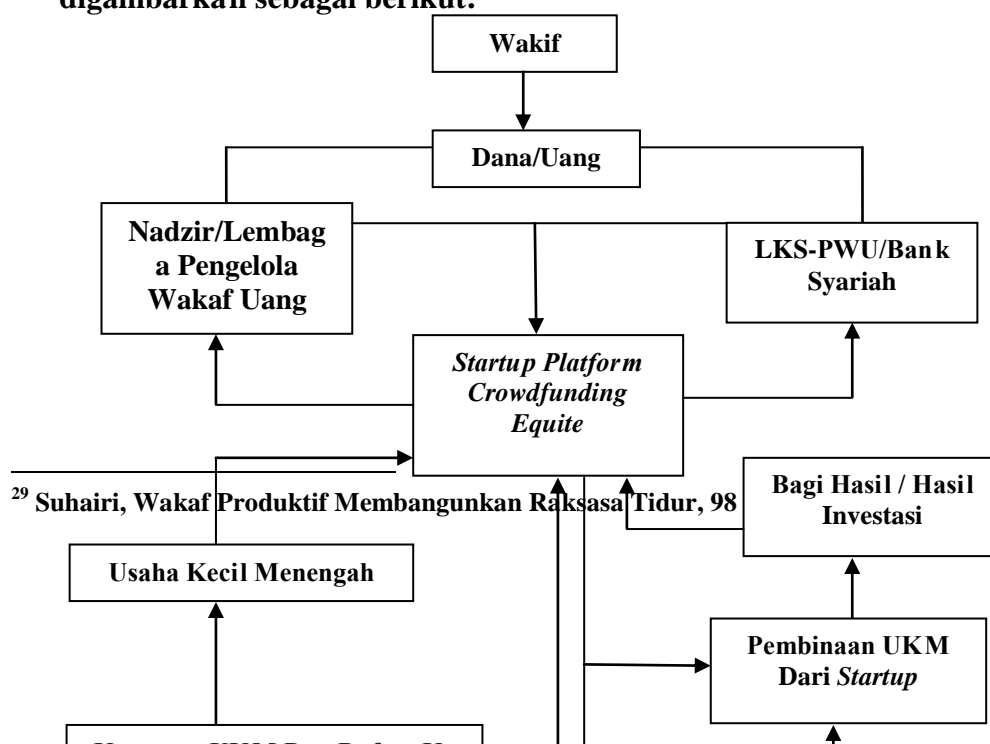 digambarkan sebagai berikut:
Wakif
Dana/Uang
Nadzir/Lembag
a Pengelola
Wakaf Uang
LKS-PWU/Bank
Syariah
Startup Platform
Crowdfunding
Equite
29 Suhairi, Wakaf Produktif Membangunkan Raksasa Tidur, 98
Bagi Hasil / Hasil
Investasi
Usaha Kecil Menengah
Pembinaan UKM
Dari Startup